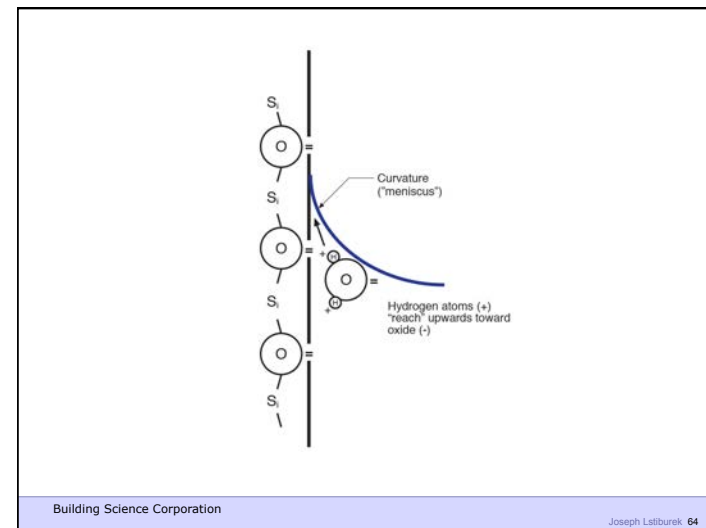 Si
O =
Si
Curvature
("meniscus")
O =
+ H
O =
H
+
Si
Hydrogen atoms (+)
"reach" upwards toward
oxide (-)
O =
Si
Building Science Corporation
Joseph Lstiburek 64